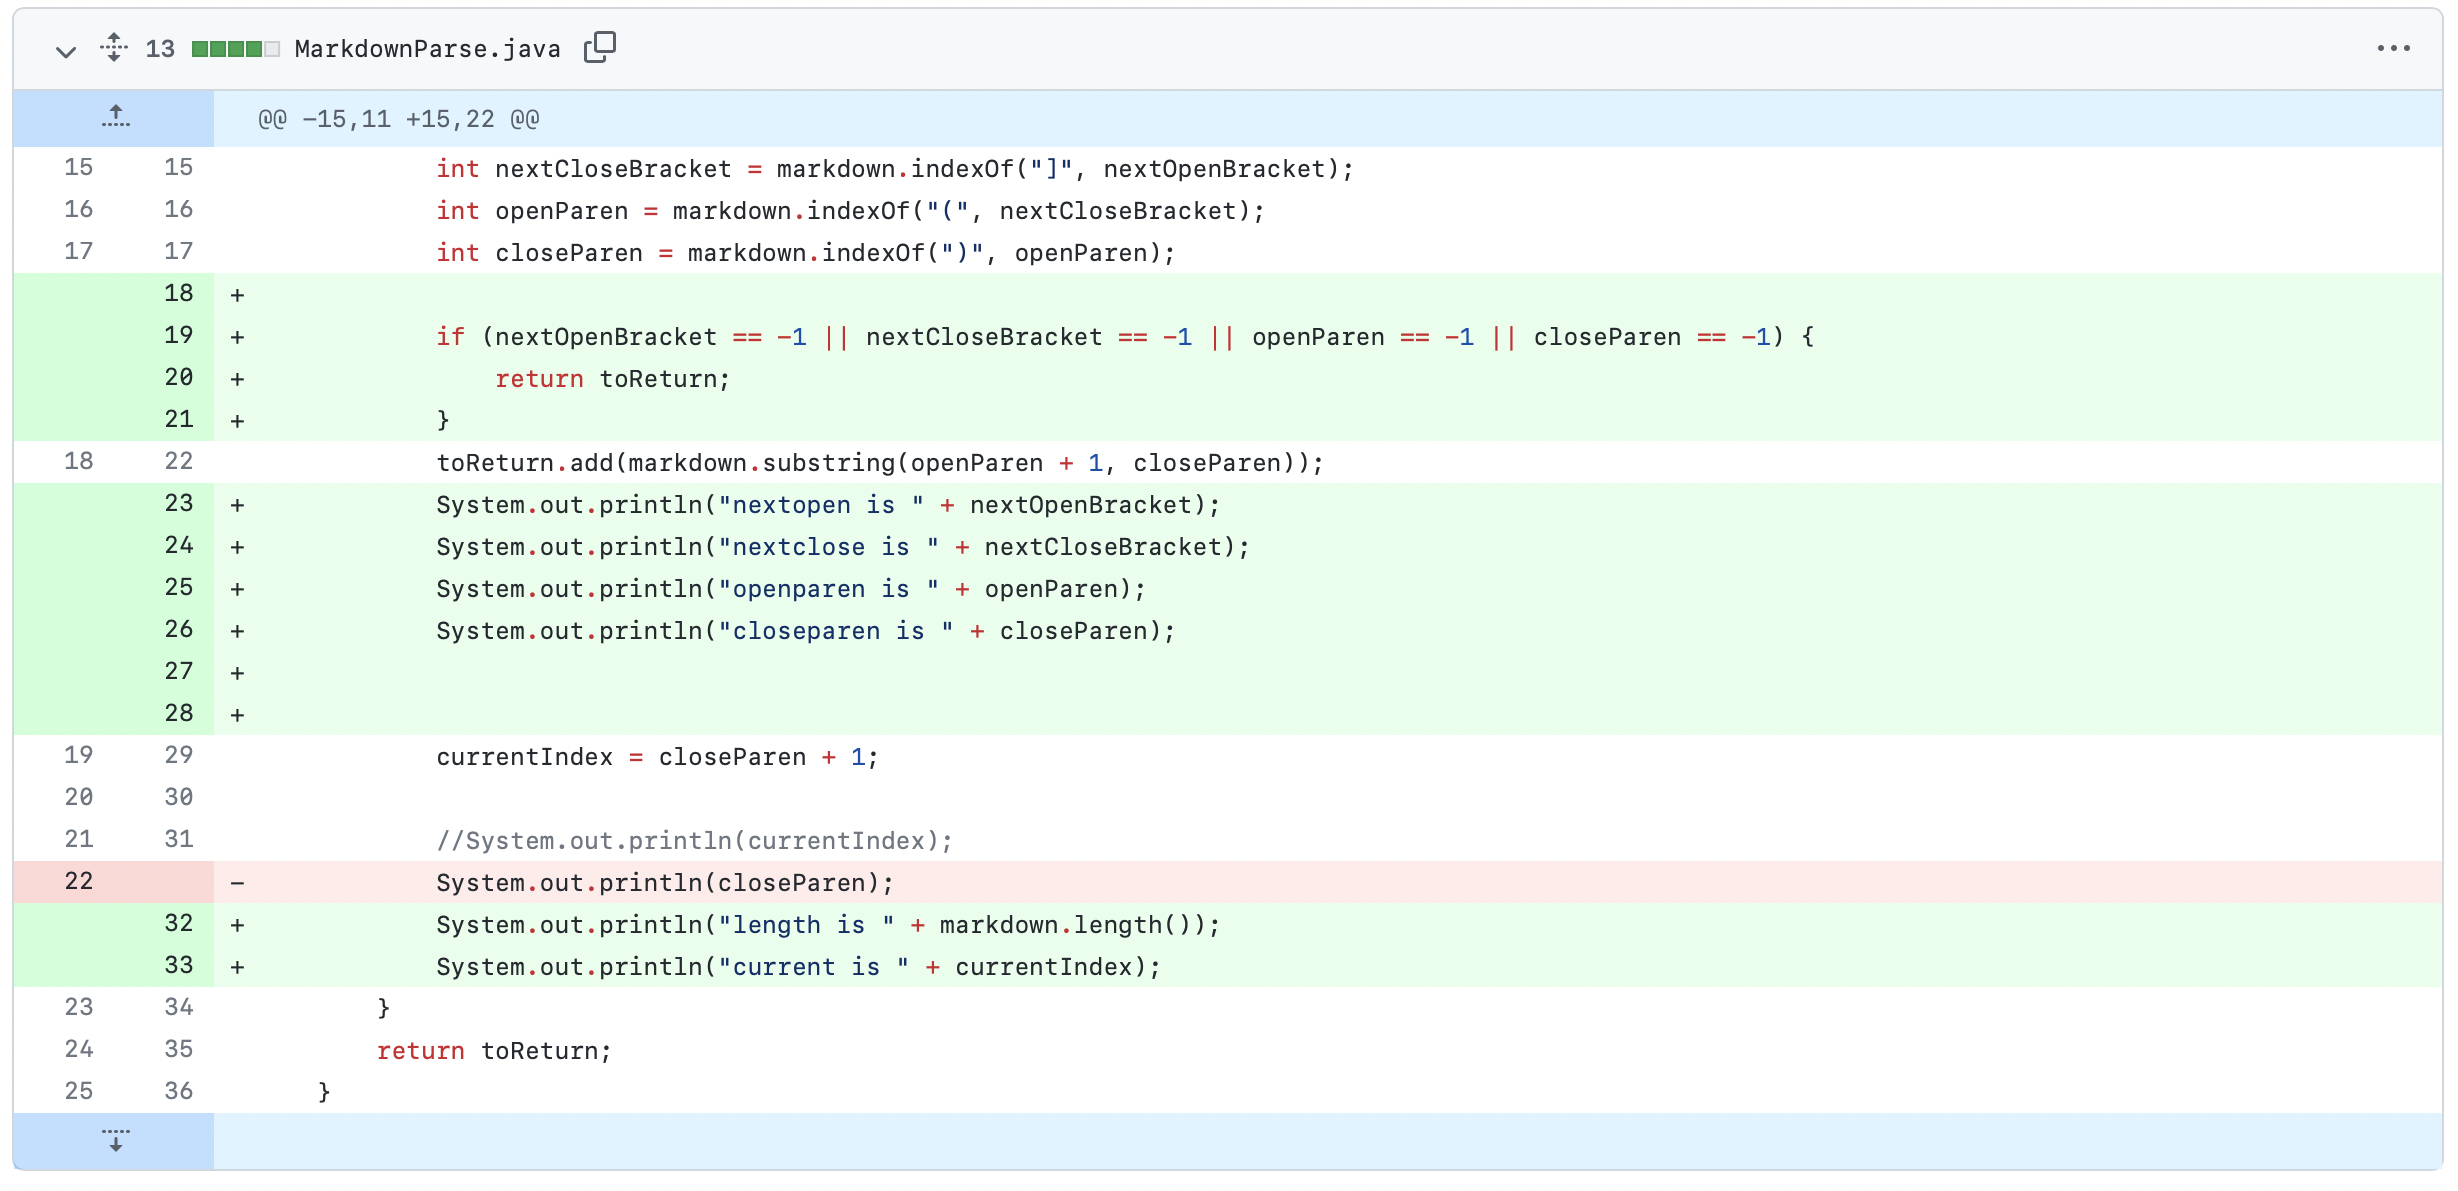 13 MarkdownParse.java
@@ -15,11 +15,22 @@
15 15 int nextCloseBracket = markdown.indexOf("]", nextOpenBracket);
16 16 int openParen = markdown.indexOf("(", nextCloseBracket);
17 17 int closeParen = markdown.indexOf(")", openParen);
18 +
19 + if (nextOpenBracket == -1 || nextCloseBracket == -1 || openParen == -1 || closeParen == -1) {
20 + return toReturn;
21 + }
18 22 toReturn.add(markdown.substring(openParen + 1, closeParen));
23 + System.out.println("nextopen is " + nextOpenBracket);
24 + System.out.println("nextclose is " + nextCloseBracket);
25 + System.out.println("openparen is " + openParen);
26 + System.out.println("closeparen is " + closeParen);
27 +
28 +
19 29 currentIndex = closeParen + 1;
20 30
21 31 //System.out.println(currentIndex);
22 - System.out.println(closeParen);
32 + System.out.println("length is " + markdown.length());
33 + System.out.println("current is " + currentIndex);
23 34 }
24 35 return toReturn;
25 36 }